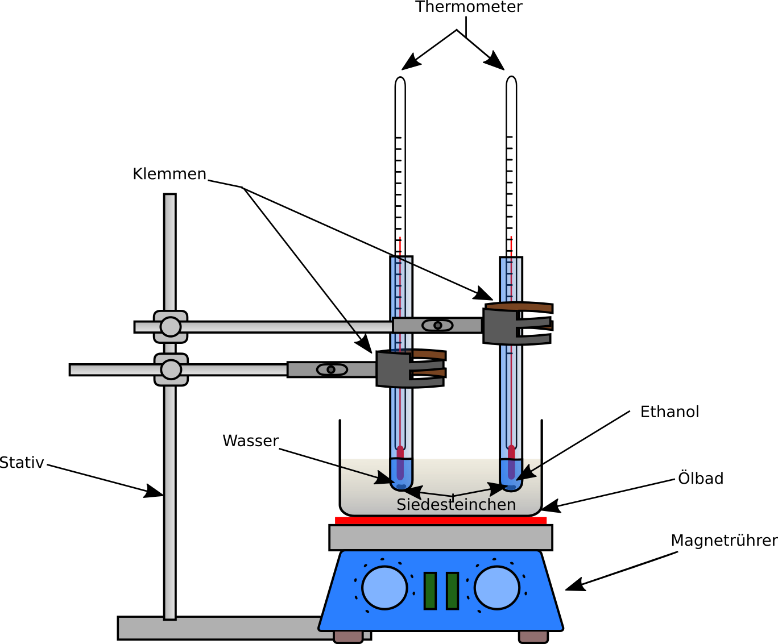 Thermometer
Klemmen
Ethanol
Wasser
Stativ
Ölbad
Siedesteinchen
Magnetrührer